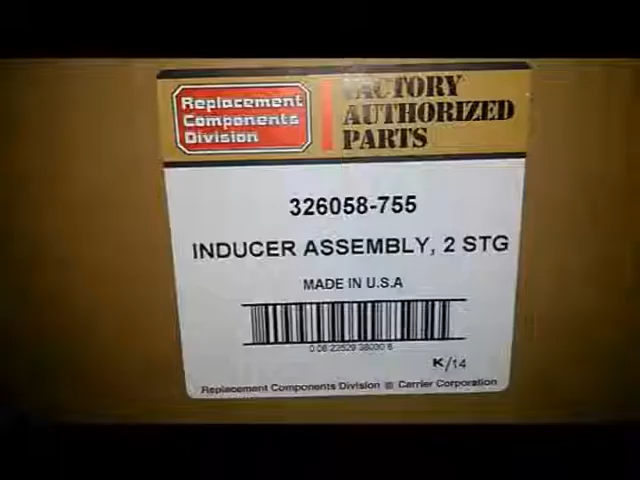 Replacement
Components
Division
FACTORY
AUTHORIZED
PARTS
326058-755
INDUCER ASSEMBLY, 2 STG
MADE IN U.S.A
K/14
Replacement Components Division Carrier Corporation